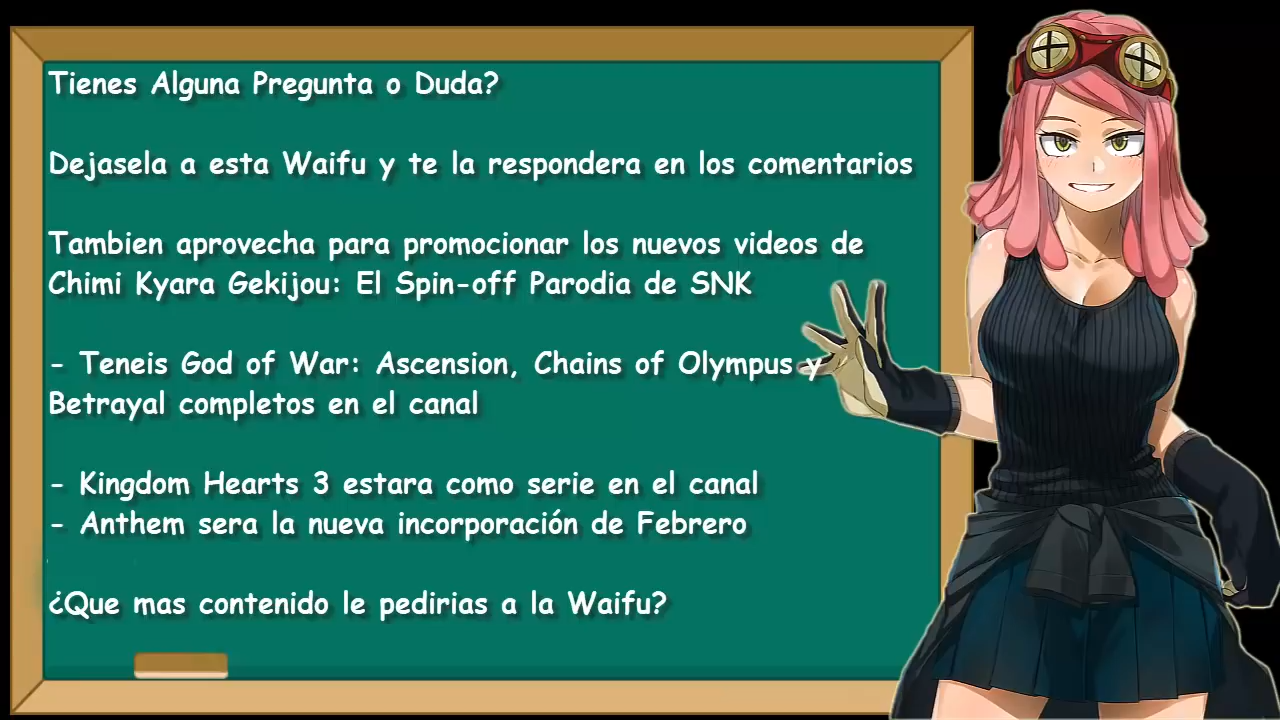 Tienes Alguna Pregunta o Duda?
Dejasela a esta Waifu y te la respondera en los comentarios
Tambien aprovecha para promocionar los nuevos videos de
Chimi Kyara Gekijou: El Spin-off Parodia de SNK
- Teneis God of War: Ascension, Chains of Olympus y
Betrayal completos en el canal
- Kingdom Hearts 3 estara como serie en el canal
- Anthem sera la nueva incorporación de Febrero
¿Que mas contenido le pedirias a la Waifu?